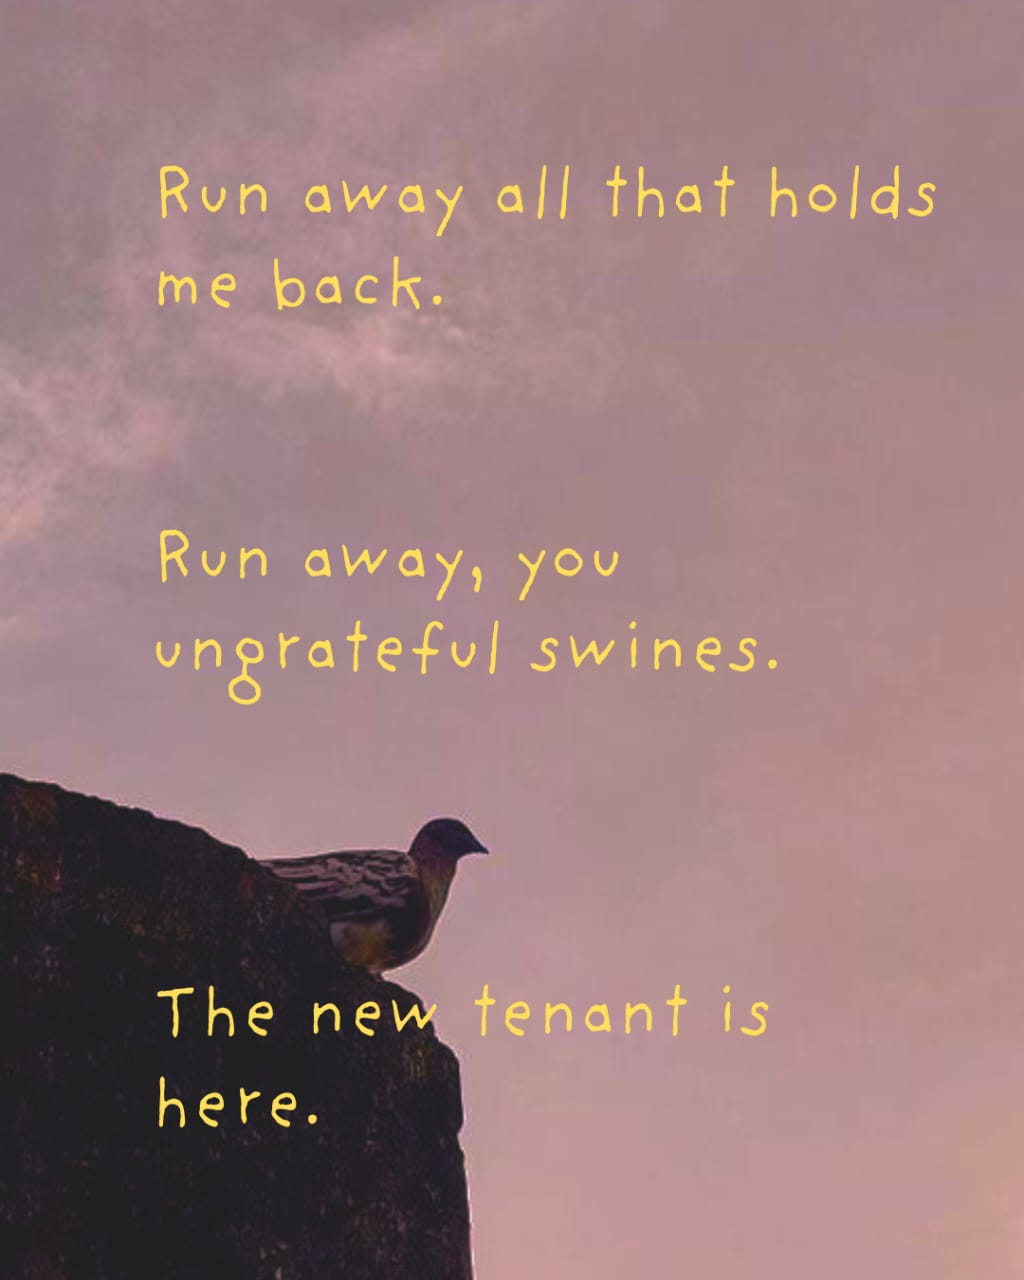 Run away all that holds
me back.
Run away, you
ungrateful swines.
The new tenant is
here.